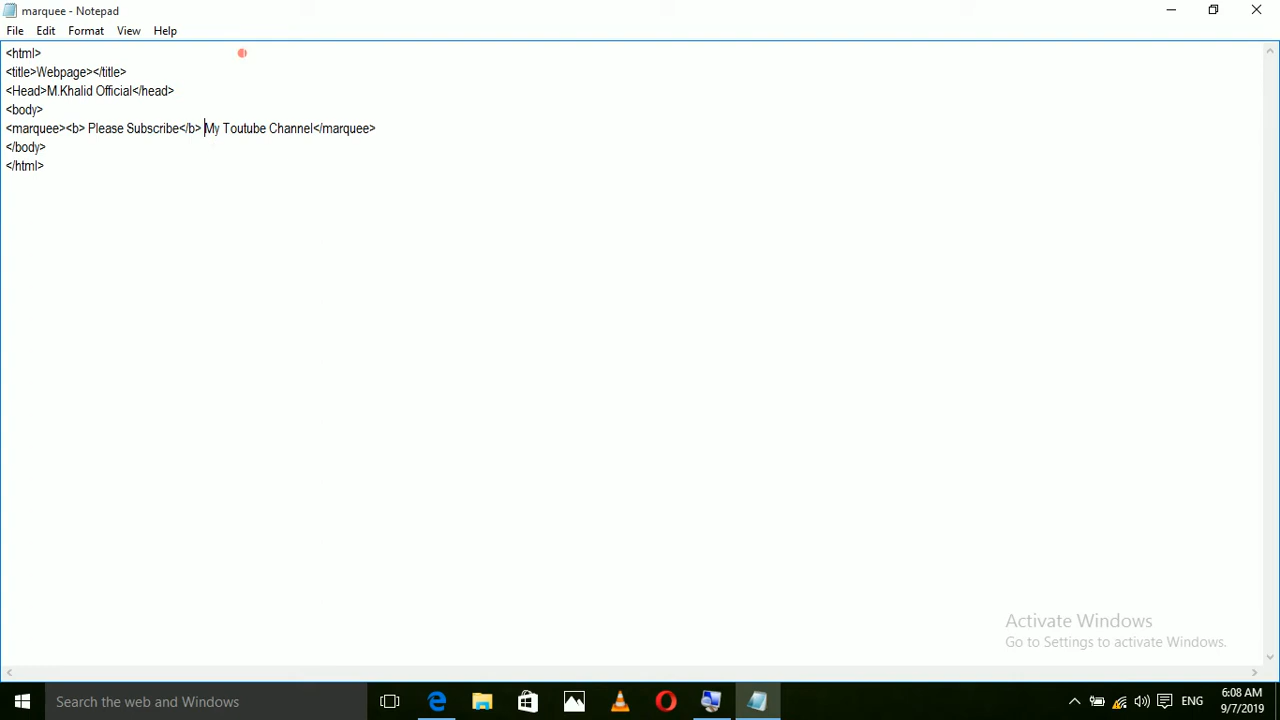 marquee - Notepad
File Edit Format View Help
<html>
<title>Webpage></title>
<Head>M.Khalid Official</head>
<body>
<marquee><b> Please Subscribe</b> My Toutube Channel</marquee>
</body>
</html>
Activate Windows
Go to Settings to activate Windows.
Search the web and Windows
ENG
6:08 AM
9/7/2019